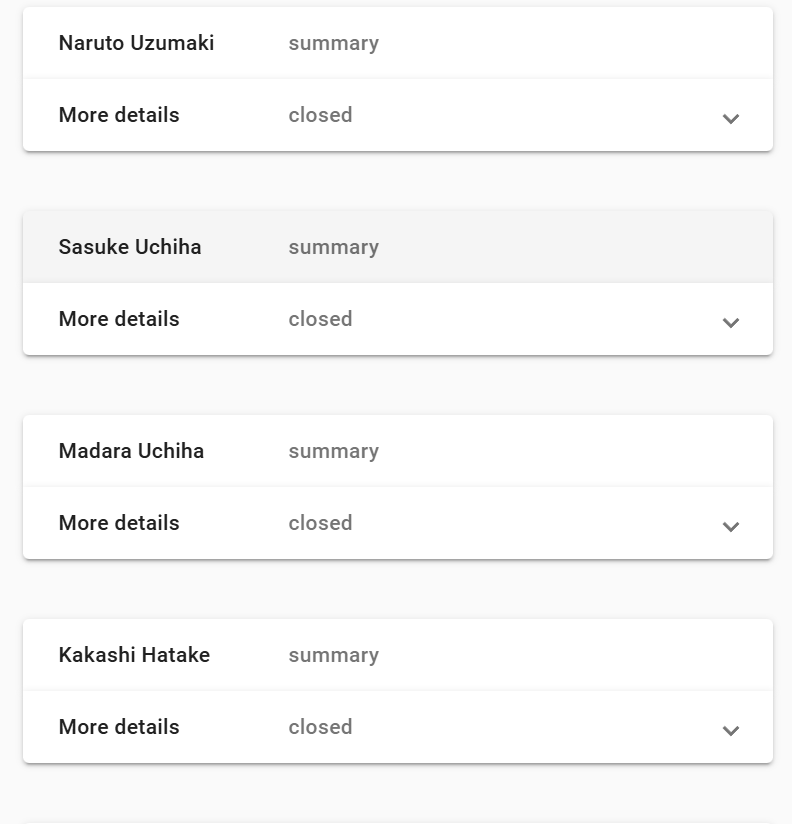 Naruto Uzumaki summary
More details closed
Sasuke Uchiha summary
More details closed
Madara Uchiha summary
More details closed
Kakashi Hatake summary
More details closed